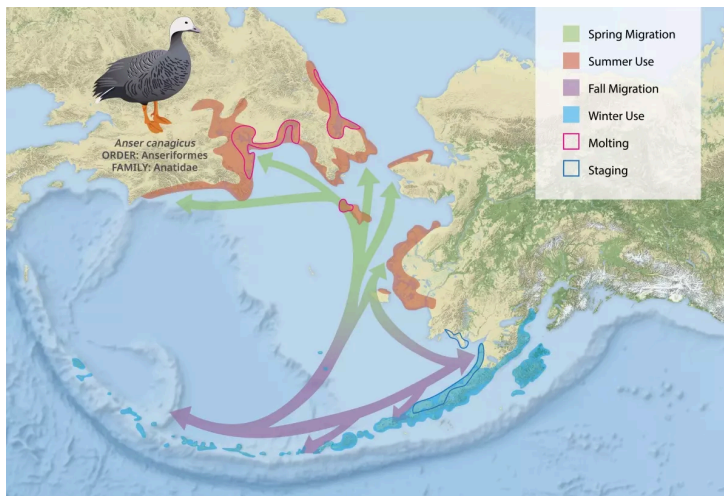 Anser canagicus
ORDER: Anseriformes
FAMILY: Anatidae
Spring Migration
Summer Use
Fall Migration
Winter Use
Molting
Staging